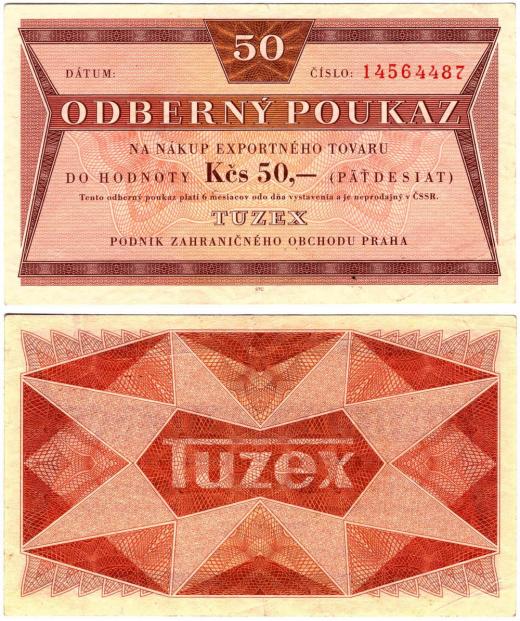 50
DÁTUM: ČÍSLO: 14564487
ODBERNÝ POUKAZ
NA NÁKUP EXPORTNÉHO TOVARU
DO HODNOTY Kčs 50,— (PÄŤDESIAT)
Tento odberný poukaz platí 6 mesiacov odo dňa vystavenia a je nepredajný v ČSSR.
TUZEX
PODNIK ZAHRANIČNÉHO OBCHODU PRAHA
STC
Tuzex